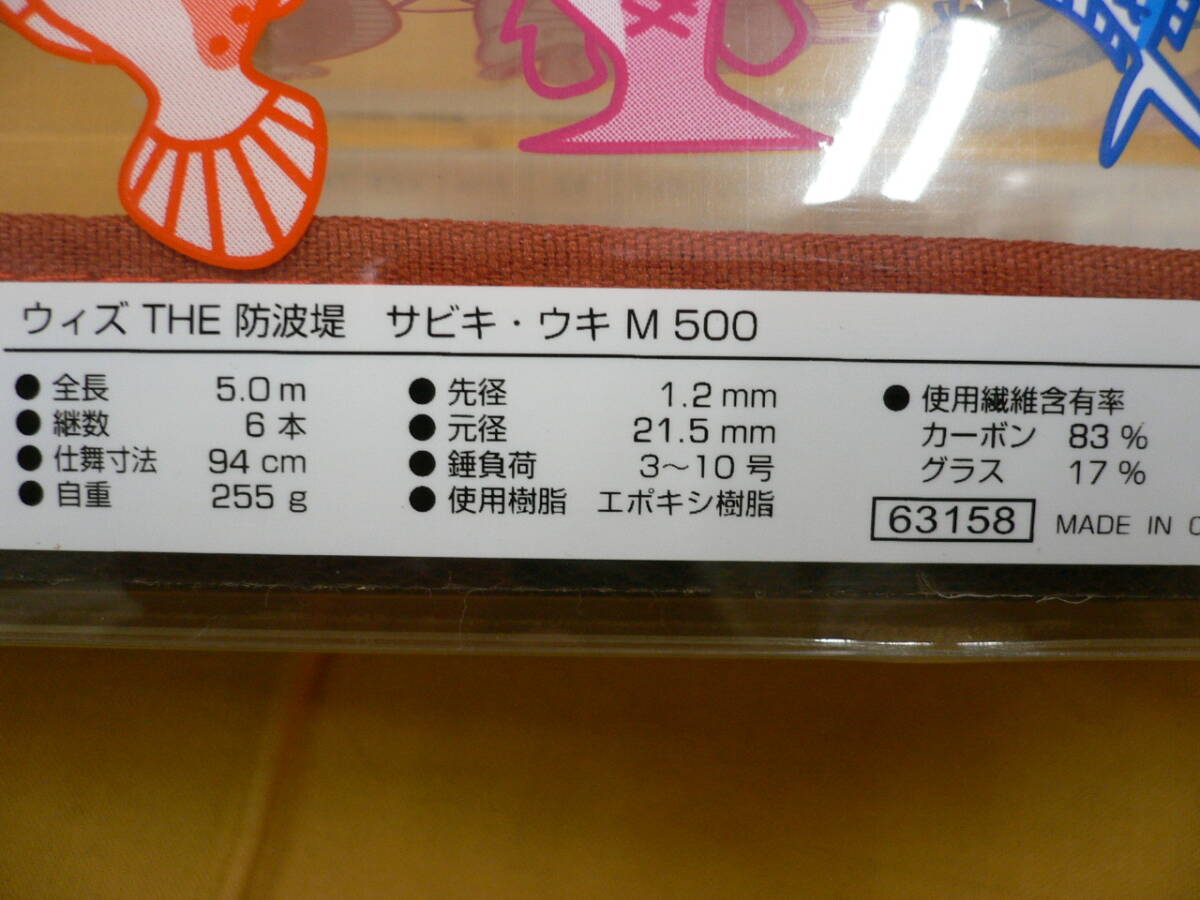 ウィズ THE 防波堤　サビキ・ウキ M 500
● 全長 5.0 m
● 継数 6 本
● 仕舞寸法 94 cm
● 自重 255 g
● 先径 1.2 mm
● 元径 21.5 mm
● 錘負荷 3〜10 号
● 使用樹脂 エポキシ樹脂
● 使用繊維含有率
カーボン 83 %
グラス 17 %
63158 MADE IN C